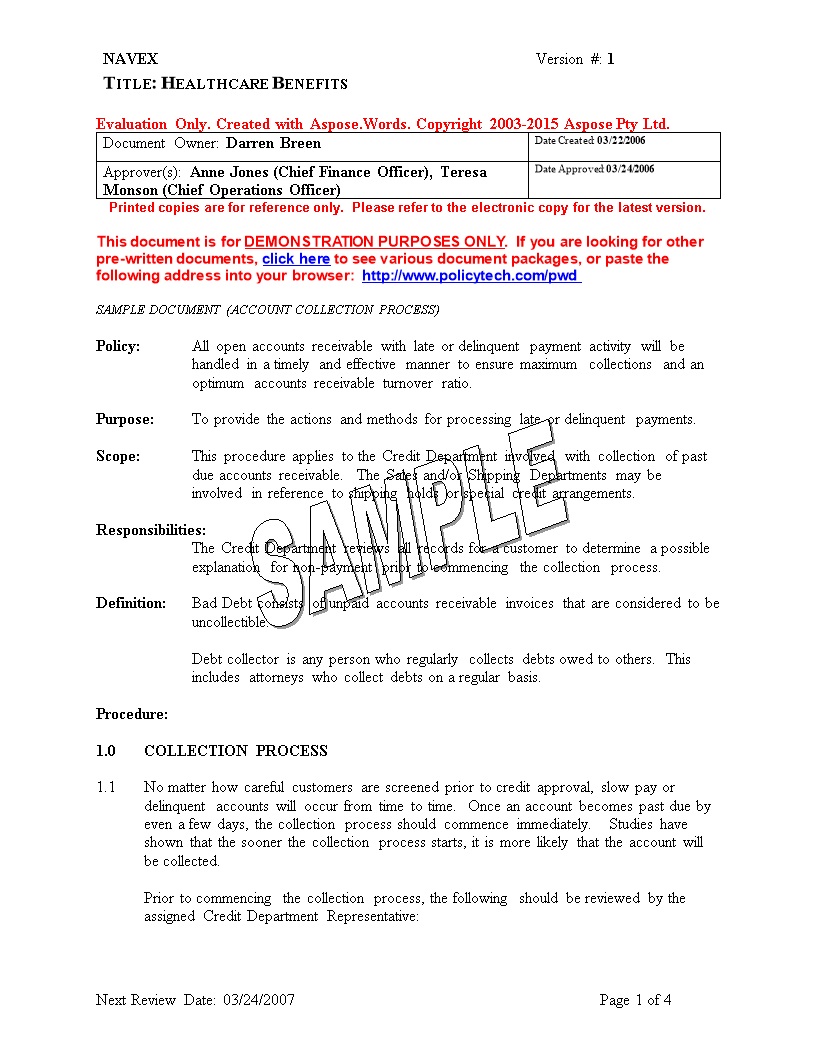 NAVEX Version #: 1
TITLE: HEALTHCARE BENEFITS
Evaluation Only. Created with Aspose.Words. Copyright 2003-2015 Aspose Pty Ltd.
Document Owner: Darren Breen Date Created: 03/22/2006
Approver(s): Anne Jones (Chief Finance Officer), Teresa Date Approved: 03/24/2006
Monson (Chief Operations Officer)
Printed copies are for reference only. Please refer to the electronic copy for the latest version.
This document is for DEMONSTRATION PURPOSES ONLY. If you are looking for other
pre-written documents, click here to see various document packages, or paste the
following address into your browser: http://www.policytech.com/pwd
SAMPLE DOCUMENT (ACCOUNT COLLECTION PROCESS)
Policy: All open accounts receivable with late or delinquent payment activity will be
handled in a timely and effective manner to ensure maximum collections and an
optimum accounts receivable turnover ratio.
Purpose: To provide the actions and methods for processing late or delinquent payments.
Scope: This procedure applies to the Credit Department involved with collection of past
due accounts receivable. The Sales and/or Shipping Departments may be
involved in reference to shipping holds or special credit arrangements.
Responsibilities:
The Credit Department reviews all records for a customer to determine a possible
explanation for non-payment prior to commencing the collection process.
Definition: Bad Debt consists of unpaid accounts receivable invoices that are considered to be
uncollectible.
SAMPLE
Debt collector is any person who regularly collects debts owed to others. This
includes attorneys who collect debts on a regular basis.
Procedure:
1.0 COLLECTION PROCESS
1.1 No matter how careful customers are screened prior to credit approval, slow pay or
delinquent accounts will occur from time to time. Once an account becomes past due by
even a few days, the collection process should commence immediately. Studies have
shown that the sooner the collection process starts, it is more likely that the account will
be collected.
Prior to commencing the collection process, the following should be reviewed by the
assigned Credit Department Representative:
Next Review Date: 03/24/2007 Page 1 of 4